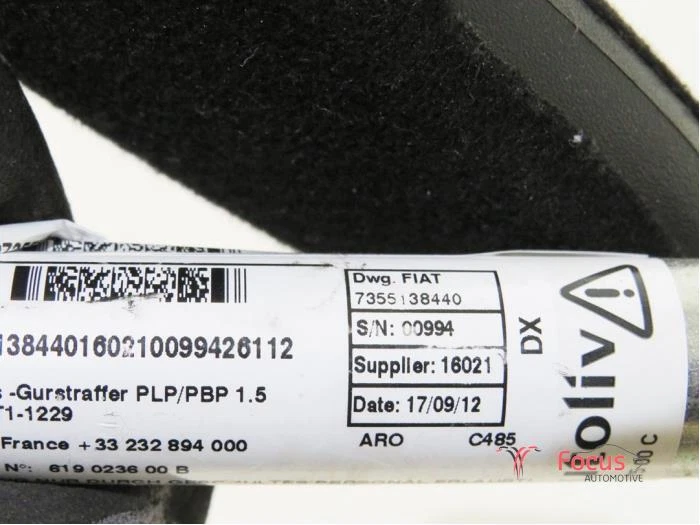 1384401602100994261 12
s -Gurstraffer PLP/PBP 1.5
T1-1229
France +33 232 894 000
N°: 619 0236 00 B
Dwg. FIAT
7355138440
S/N: 00994
Supplier: 16021
Date: 17/09/12
ARO C485
DX
oliv
Focus
AUTOMOTIVE